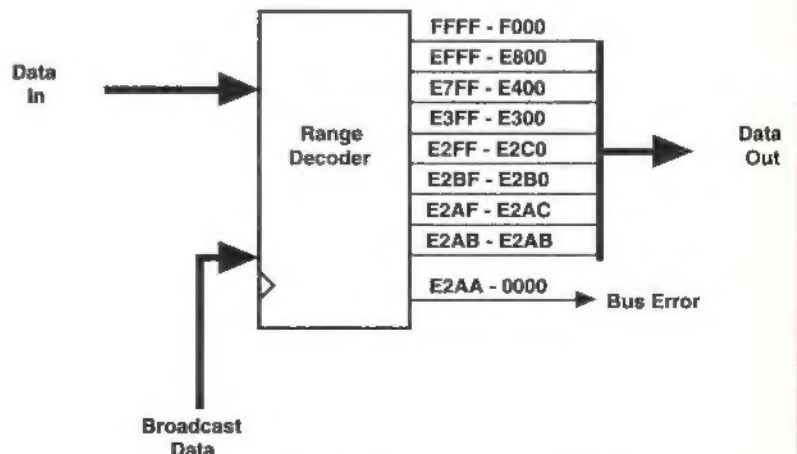 FFFF - F000
EFFF - E800
E7FF - E400
E3FF - E300
E2FF - E2C0
E2BF - E2B0
E2AF - E2AC
E2AB - E2AB
E2AA - 0000
Data
In
Range
Decoder
Data
Out
Bus Error
Broadcast
Data